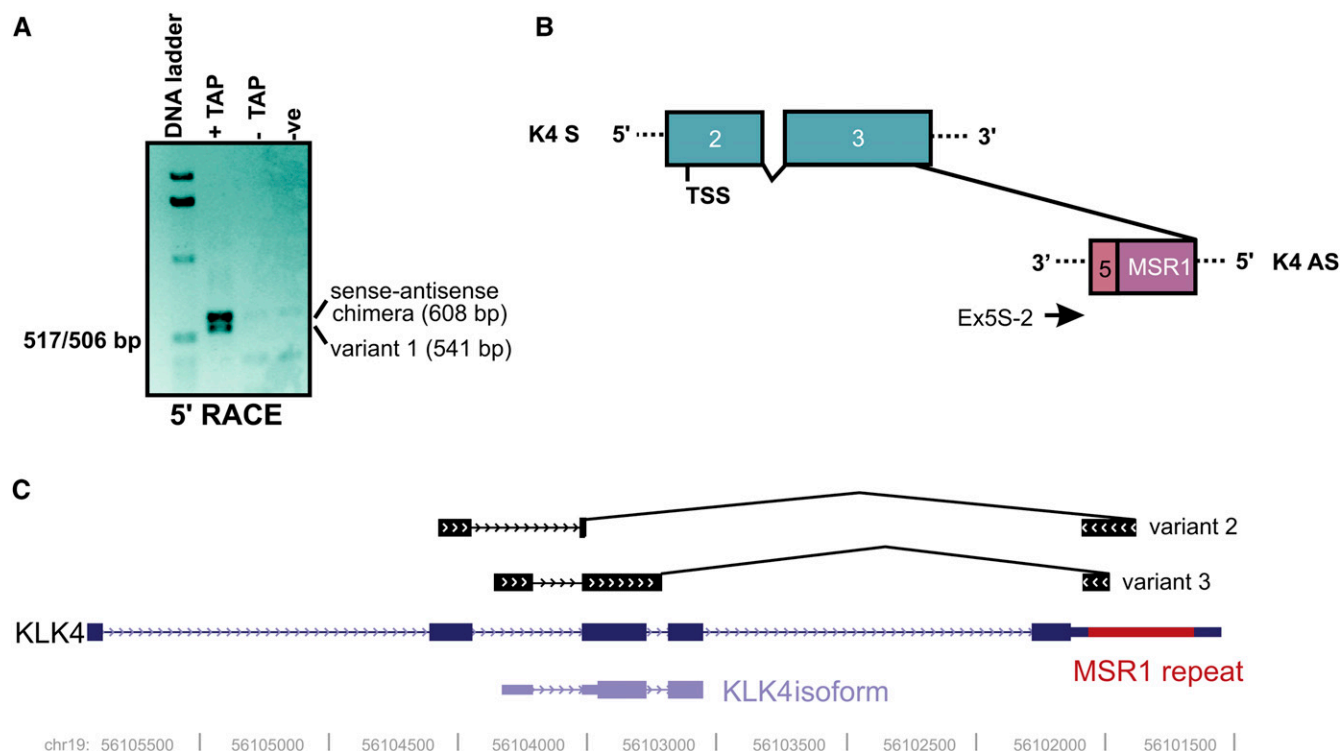 A
DNA ladder
+ TAP
- TAP
-ve
517/506 bp
sense-antisense
chimera (608 bp)
variant 1 (541 bp)
5' RACE
B
K4 S 5' 2 3 3'
TSS
3' 5 MSR1 5' K4 AS
Ex5S-2
C
variant 2
variant 3
KLK4
MSR1 repeat
KLK4isoform
chr19: 56105500 56105000 56104500 56104000 56103000 56103500 56102500 56102000 56101500